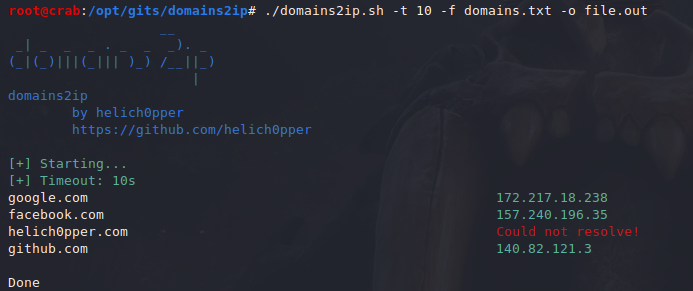 root@crab:/opt/gits/domains2ip# ./domains2ip.sh -t 10 -f domains.txt -o file.out
                   __
 _| _  _  _ . _  _  _). _
(_|(_)|||(_||| )_) /__||_)
                       |
domains2ip
        by helich0pper
        https://github.com/helich0pper

[+] Starting...
[+] Timeout: 10s
google.com                                                   172.217.18.238
facebook.com                                                 157.240.196.35
helich0pper.com                                              Could not resolve!
github.com                                                   140.82.121.3

Done